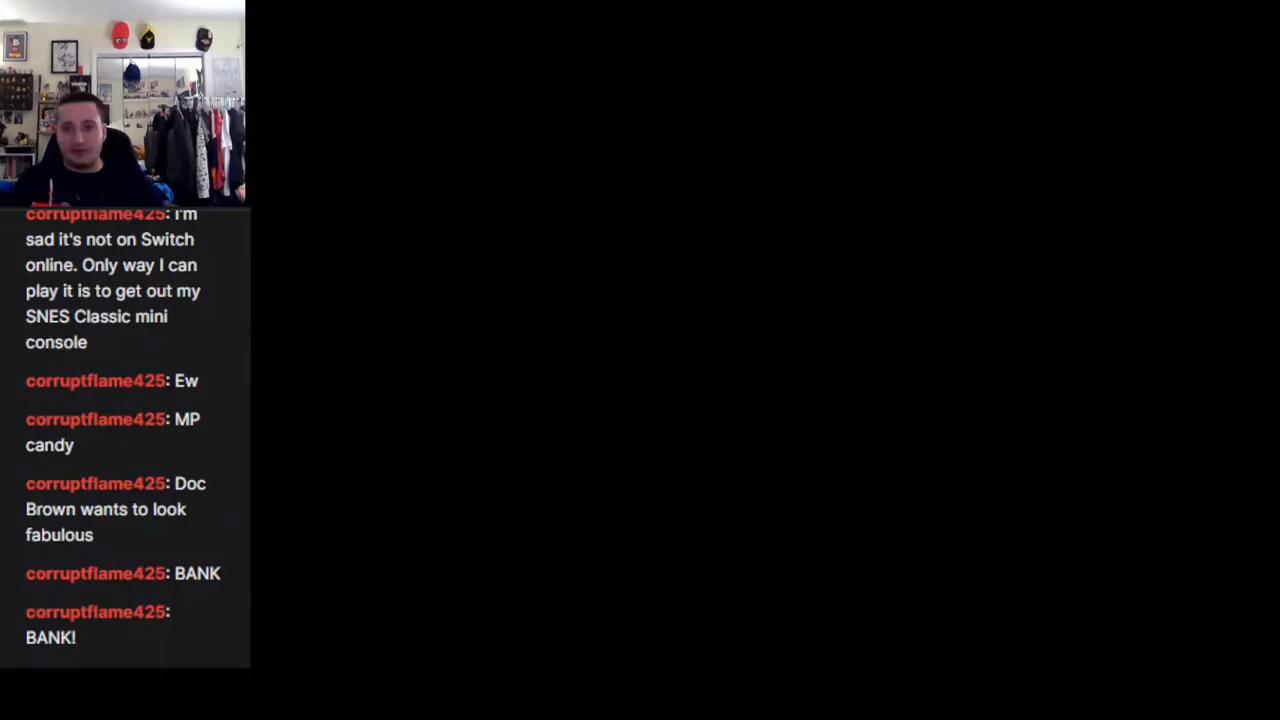 corruptflame425: I'm
sad it's not on Switch
online. Only way I can
play it is to get out my
SNES Classic mini
console
corruptflame425: Ew
corruptflame425: MP
candy
corruptflame425: Doc
Brown wants to look
fabulous
corruptflame425: BANK
corruptflame425:
BANK!